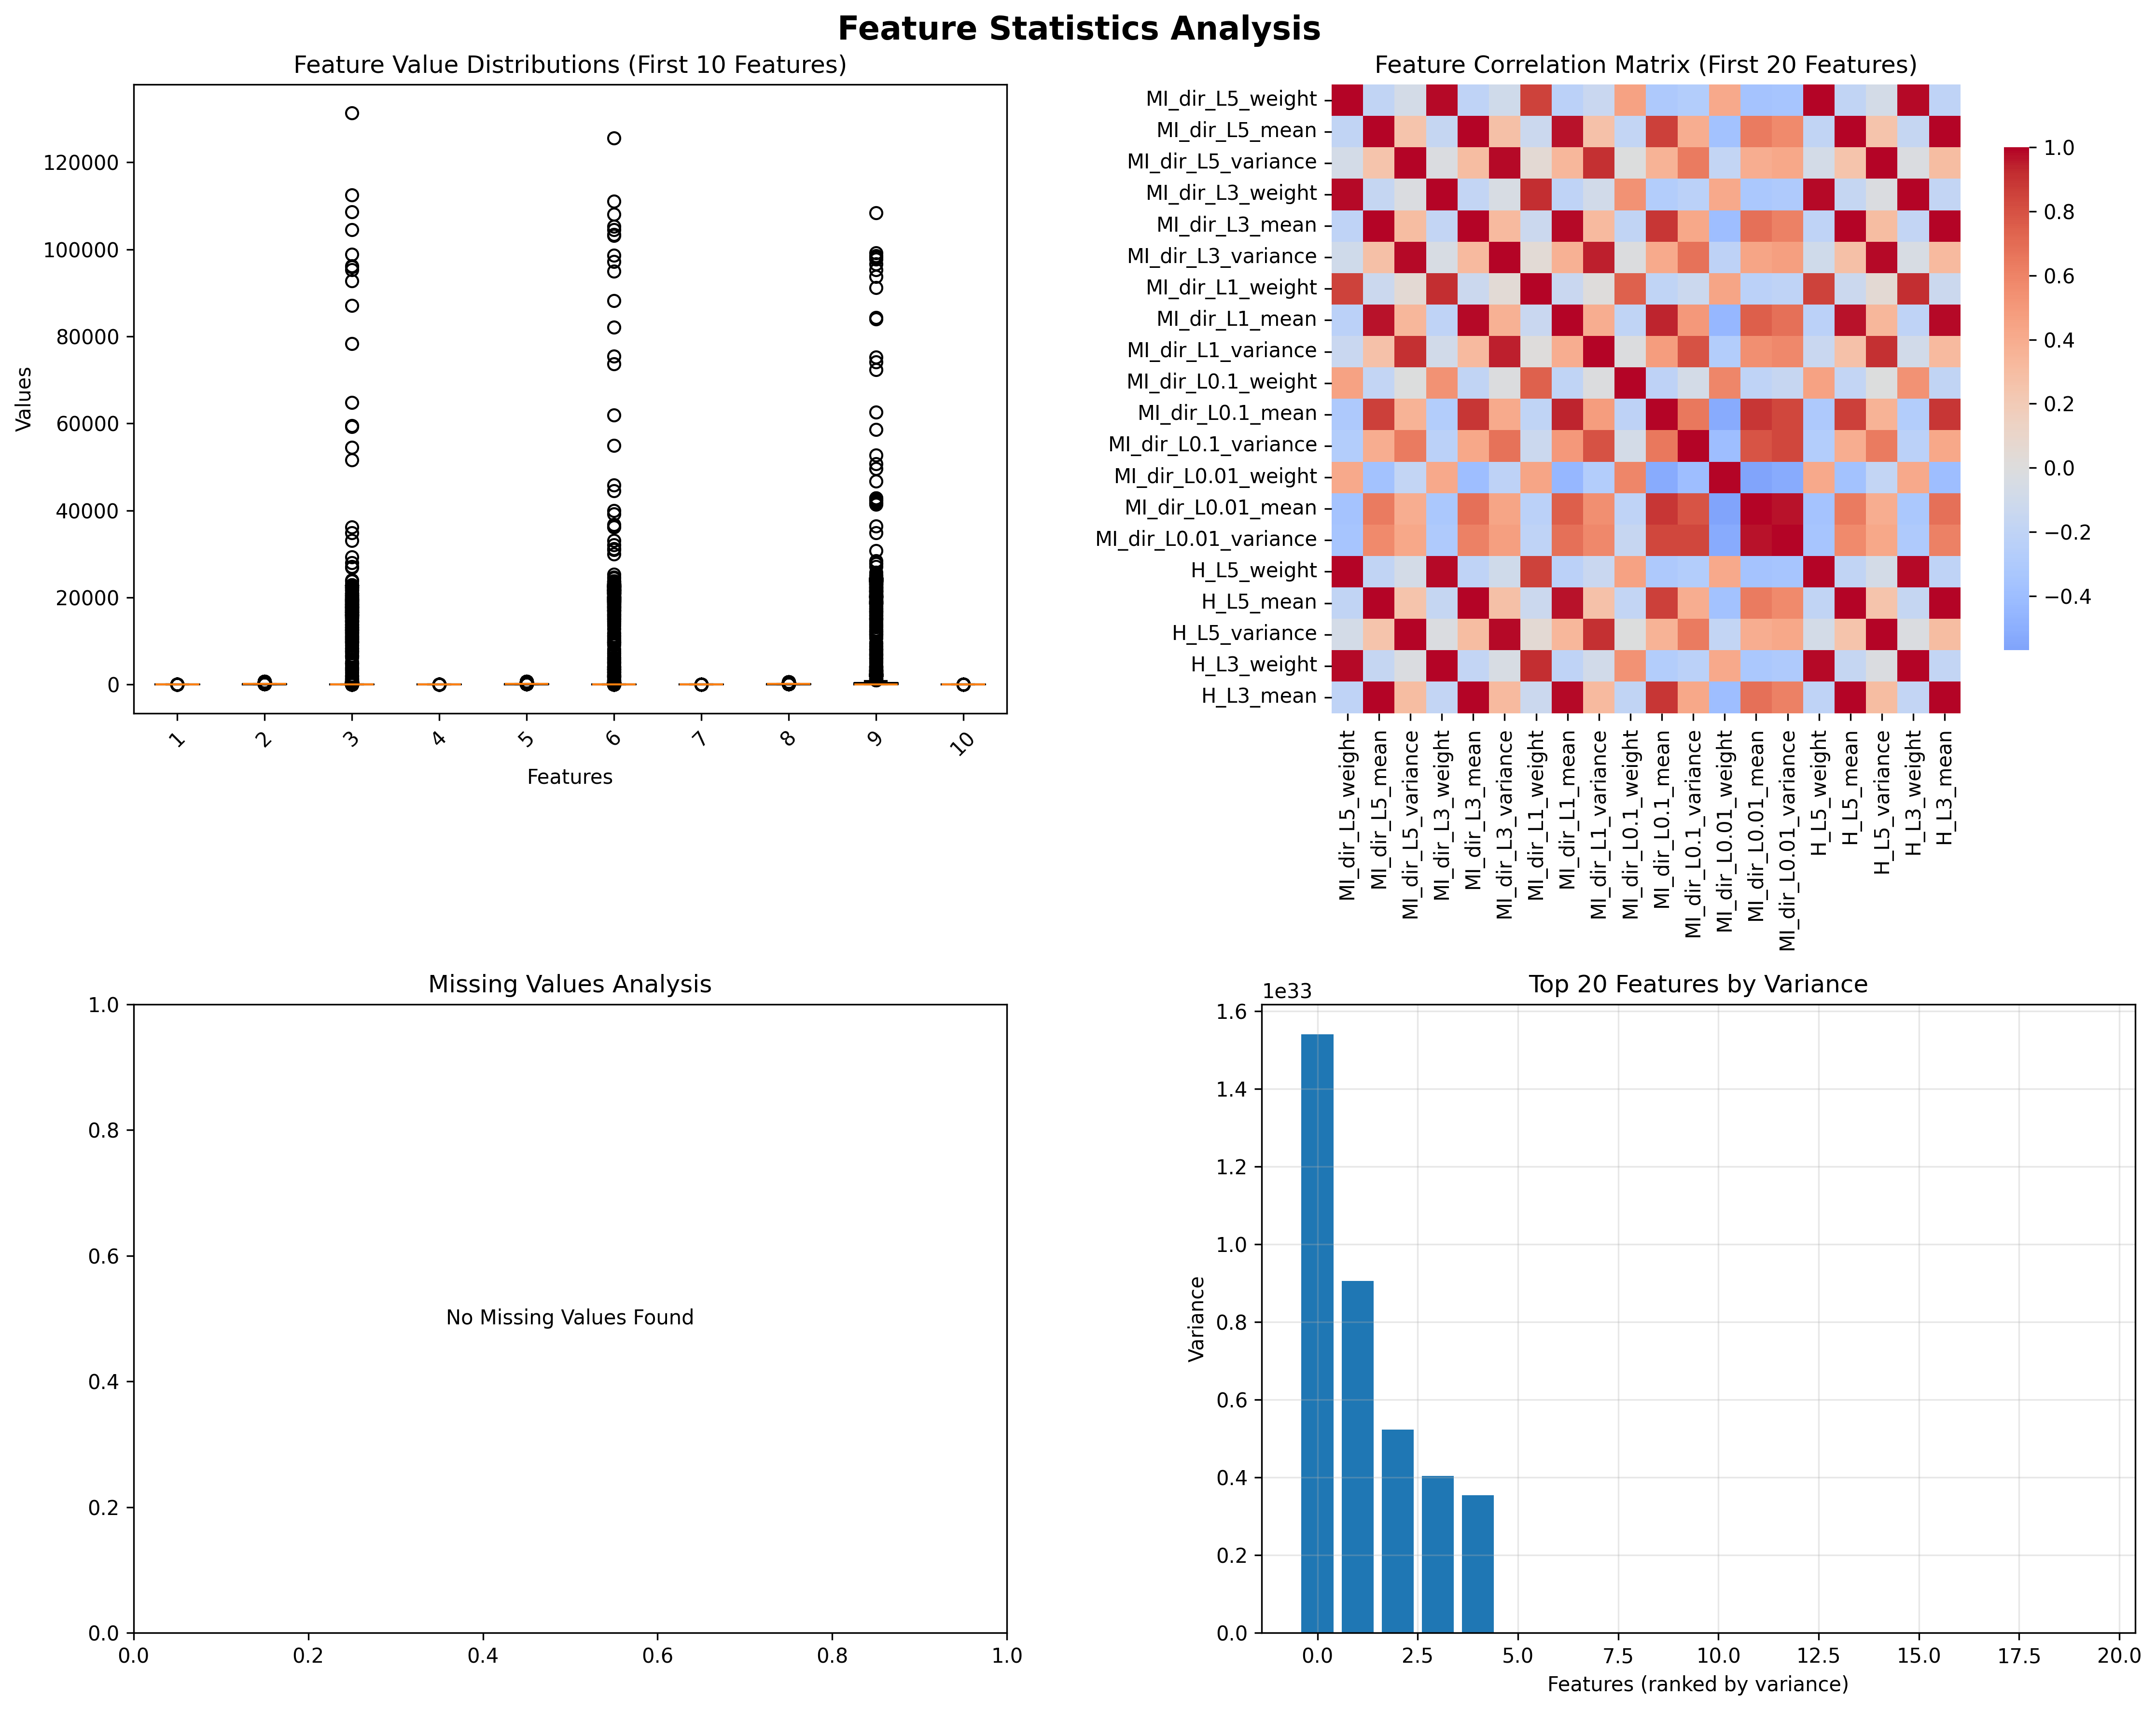 Feature Statistics Analysis
Feature Value Distributions (First 10 Features)
120000
100000
80000
60000
40000
20000
0
Values
1 2 3 4 5 6 7 8 9 10
Features
Feature Correlation Matrix (First 20 Features)
MI_dir_L5_weight
MI_dir_L5_mean
MI_dir_L5_variance
MI_dir_L3_weight
MI_dir_L3_mean
MI_dir_L3_variance
MI_dir_L1_weight
MI_dir_L1_mean
MI_dir_L1_variance
MI_dir_L0.1_weight
MI_dir_L0.1_mean
MI_dir_L0.1_variance
MI_dir_L0.01_weight
MI_dir_L0.01_mean
MI_dir_L0.01_variance
H_L5_weight
H_L5_mean
H_L5_variance
H_L3_weight
H_L3_mean
MI_dir_L5_weight
MI_dir_L5_mean
MI_dir_L5_variance
MI_dir_L3_weight
MI_dir_L3_mean
MI_dir_L3_variance
MI_dir_L1_weight
MI_dir_L1_mean
MI_dir_L1_variance
MI_dir_L0.1_weight
MI_dir_L0.1_mean
MI_dir_L0.1_variance
MI_dir_L0.01_weight
MI_dir_L0.01_mean
MI_dir_L0.01_variance
H_L5_weight
H_L5_mean
H_L5_variance
H_L3_weight
H_L3_mean
1.0
0.8
0.6
0.4
0.2
0.0
−0.2
−0.4
Missing Values Analysis
1.0
0.8
0.6
0.4
0.2
0.0
No Missing Values Found
0.0 0.2 0.4 0.6 0.8 1.0
Top 20 Features by Variance
1e33
1.6
1.4
1.2
1.0
0.8
0.6
0.4
0.2
0.0
Variance
0.0 2.5 5.0 7.5 10.0 12.5 15.0 17.5 20.0
Features (ranked by variance)